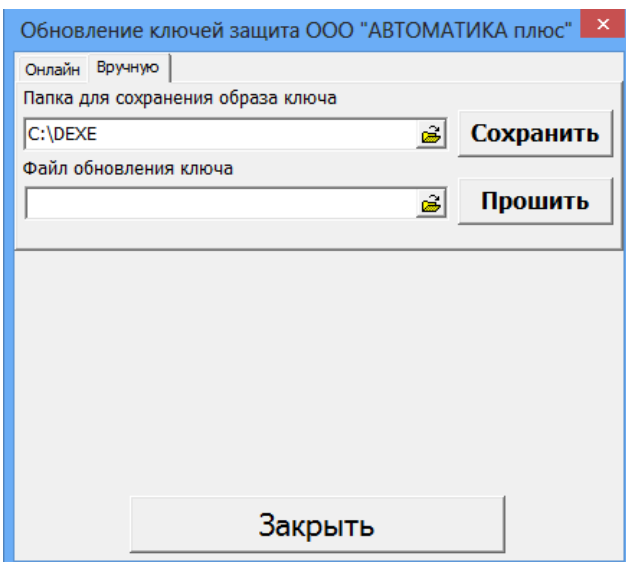 Обновление ключей защита ООО "АВТОМАТИКА плюс"
Онлайн Вручную
Папка для сохранения образа ключа
C:\DEXE Сохранить
Файл обновления ключа
Прошить
Закрыть